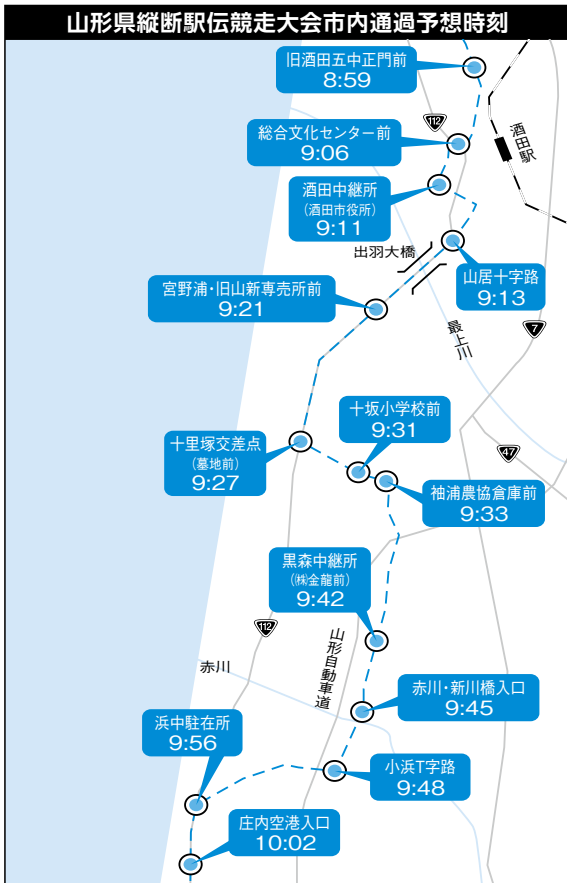 山形県縦断駅伝競走大会市内通過予想時刻
旧酒田五中正門前
8:59
112
総合文化センター前
9:06
酒田駅
酒田中継所
(酒田市役所)
9:11
出羽大橋
山居十字路
9:13
宮野浦・旧山新専売所前
9:21
最上川
7
十坂小学校前
9:31
十里塚交差点
(墓地前)
9:27
47
袖浦農協倉庫前
9:33
黒森中継所
(㈱金龍前)
9:42
112
山形自動車道
赤川
赤川・新川橋入口
9:45
浜中駐在所
9:56
小浜T字路
9:48
庄内空港入口
10:02